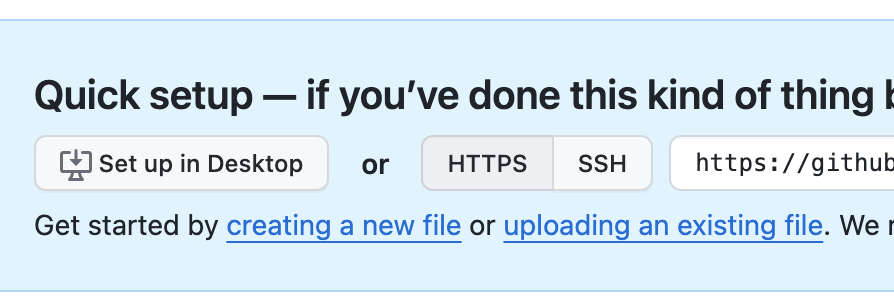 Quick setup — if you’ve done this kind of thing
Set up in Desktop or HTTPS SSH https://github
Get started by creating a new file or uploading an existing file. We